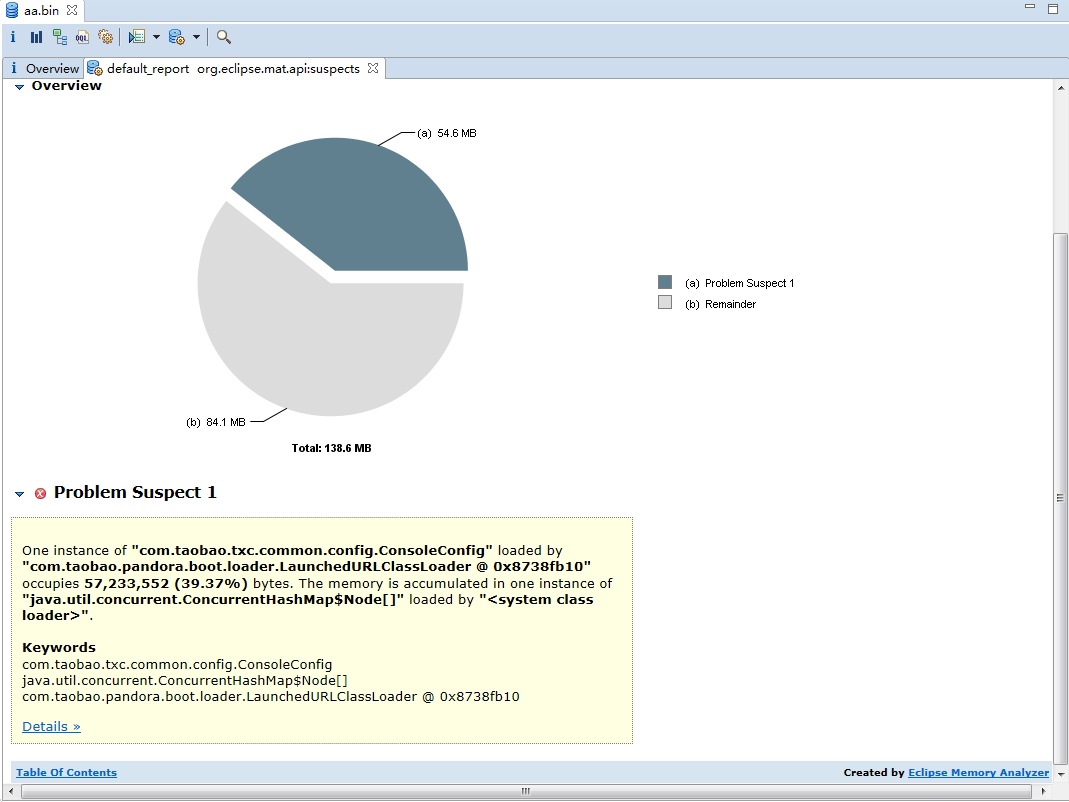 aa.bin
i OQL
i Overview default_report org.eclipse.mat.api:suspects
Overview
(a) 54.6 MB
(a) Problem Suspect 1
(b) Remainder
(b) 84.1 MB
Total: 138.6 MB
Problem Suspect 1
One instance of "com.taobao.txc.common.config.ConsoleConfig" loaded by
"com.taobao.pandora.boot.loader.LaunchedURLClassLoader @ 0x8738fb10"
occupies 57,233,552 (39.37%) bytes. The memory is accumulated in one instance of
"java.util.concurrent.ConcurrentHashMap$Node[]" loaded by "<system class
loader>".
Keywords
com.taobao.txc.common.config.ConsoleConfig
java.util.concurrent.ConcurrentHashMap$Node[]
com.taobao.pandora.boot.loader.LaunchedURLClassLoader @ 0x8738fb10
Details »
Table Of Contents Created by Eclipse Memory Analyzer